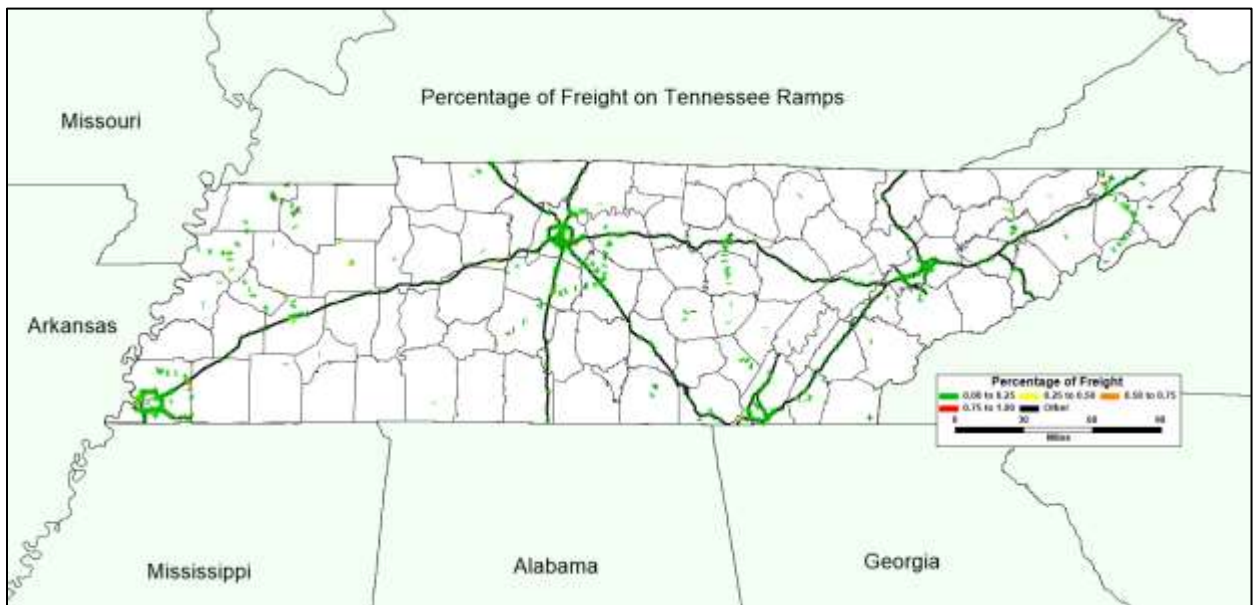 Percentage of Freight on Tennessee Ramps
Missouri
Arkansas
Percentage of Freight
0.00 to 0.25 0.25 to 0.50 0.50 to 0.75
0.75 to 1.00 Other
0 30 60 90
Miles
Mississippi
Alabama
Georgia